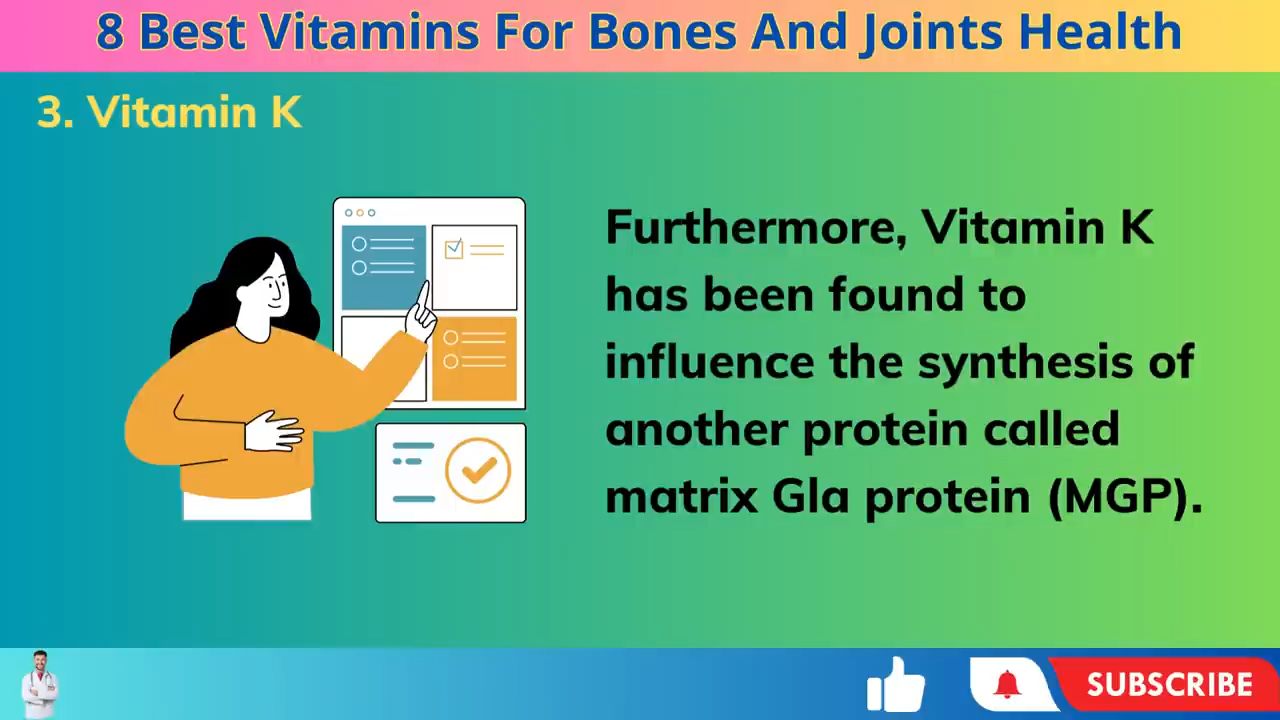 8 Best Vitamins For Bones And Joints Health
3. Vitamin K
Furthermore, Vitamin K
has been found to
influence the synthesis of
another protein called
matrix Gla protein (MGP).
SUBSCRIBE